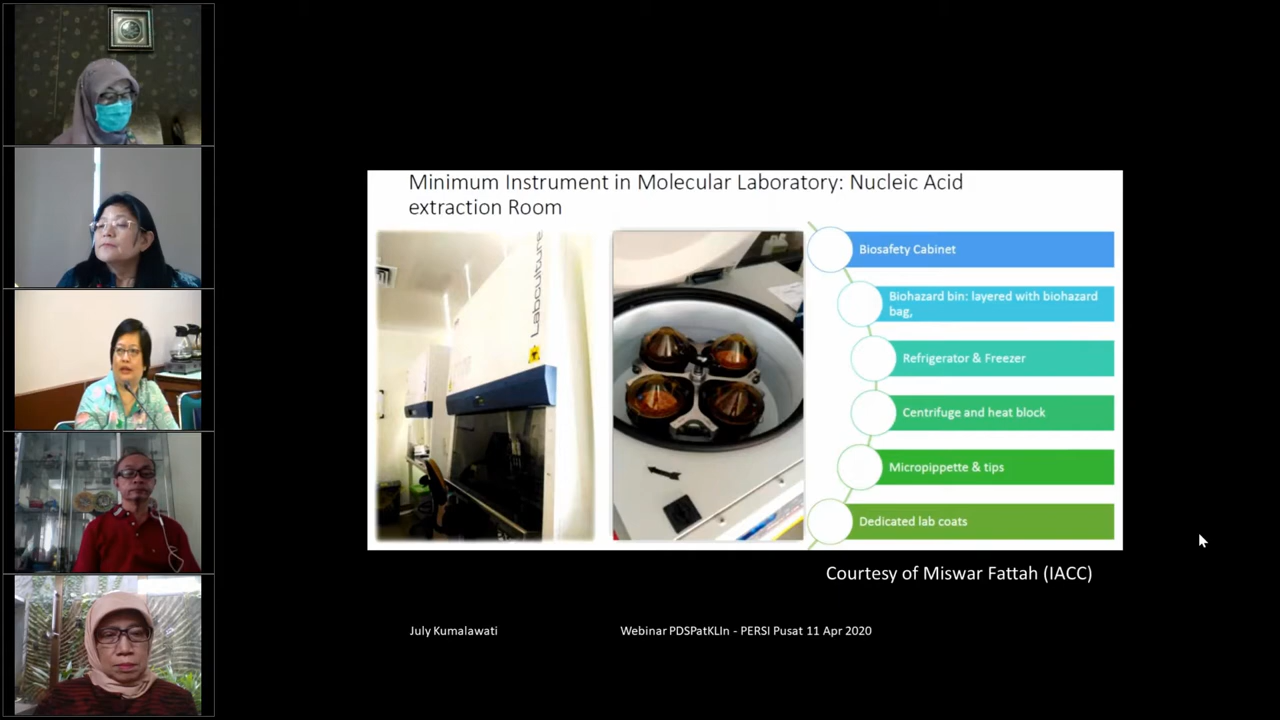 Minimum Instrument in Molecular Laboratory: Nucleic Acid
extraction Room
Labculture
Biosafety Cabinet
Biohazard bin: layered with biohazard
bag,
Refrigerator & Freezer
Centrifuge and heat block
Micropippette & tips
Dedicated lab coats
Courtesy of Miswar Fattah (IACC)
July Kumalawati
Webinar PDSPatKLIn - PERSI Pusat 11 Apr 2020